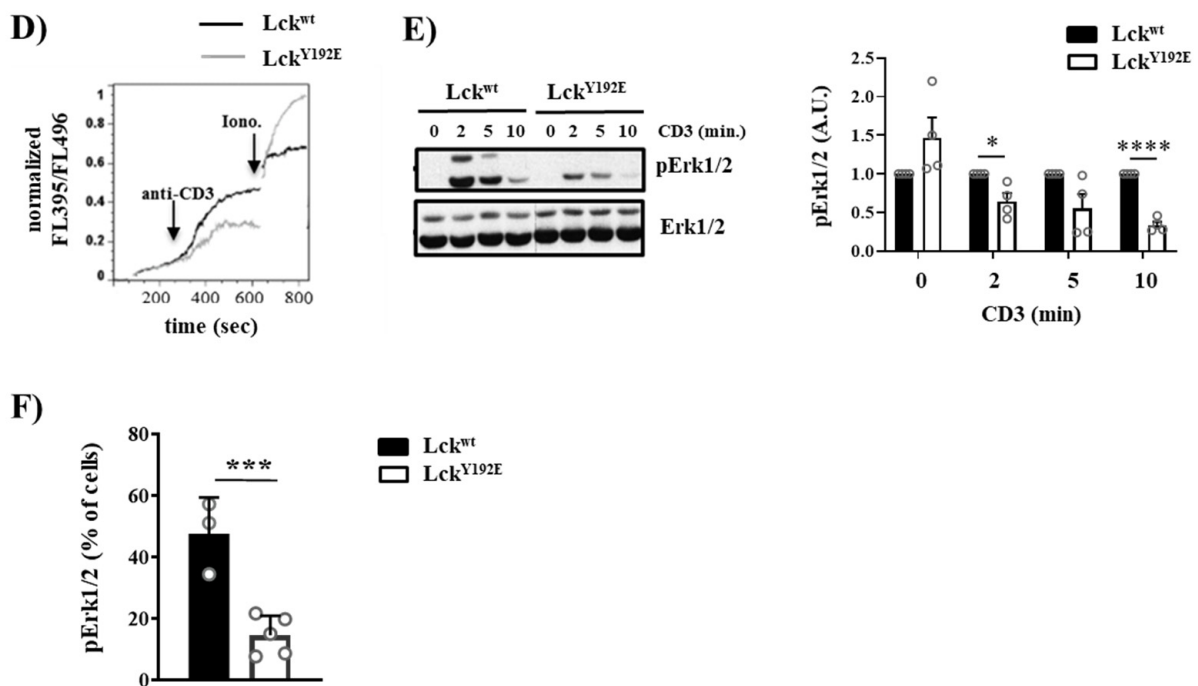 D)
Lckwt
LckY192E
normalized
FL395/FL496
1
0.8
0.6
0.4
0.2
0
anti-CD3
Iono.
200 400 600 800
time (sec)
E)
Lckwt LckY192E
0 2 5 10 0 2 5 10 CD3 (min.)
pErk1/2
Erk1/2
Lckwt
LckY192E
pErk1/2 (A.U.)
2.5
2.0
1.5
1.0
0.5
0.0
*
****
0 2 5 10
CD3 (min)
F)
Lckwt
LckY192E
pErk1/2 (% of cells)
80
60
40
20
0
***